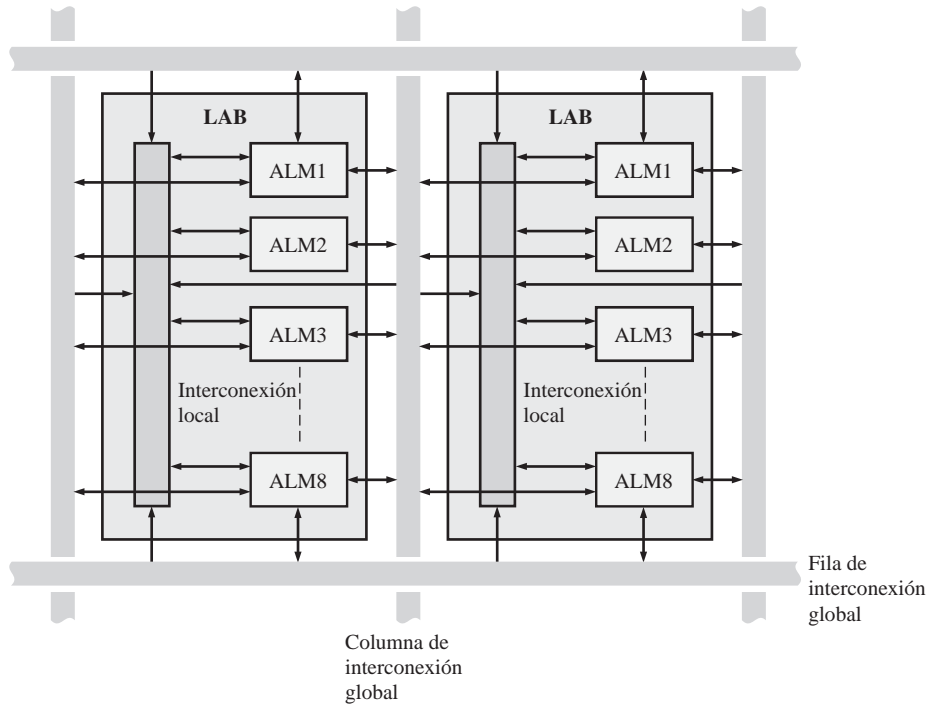 LAB
ALM1
ALM2
ALM3
Interconexión
local
ALM8
LAB
ALM1
ALM2
ALM3
Interconexión
local
ALM8
Fila de
interconexión
global
Columna de
interconexión
global